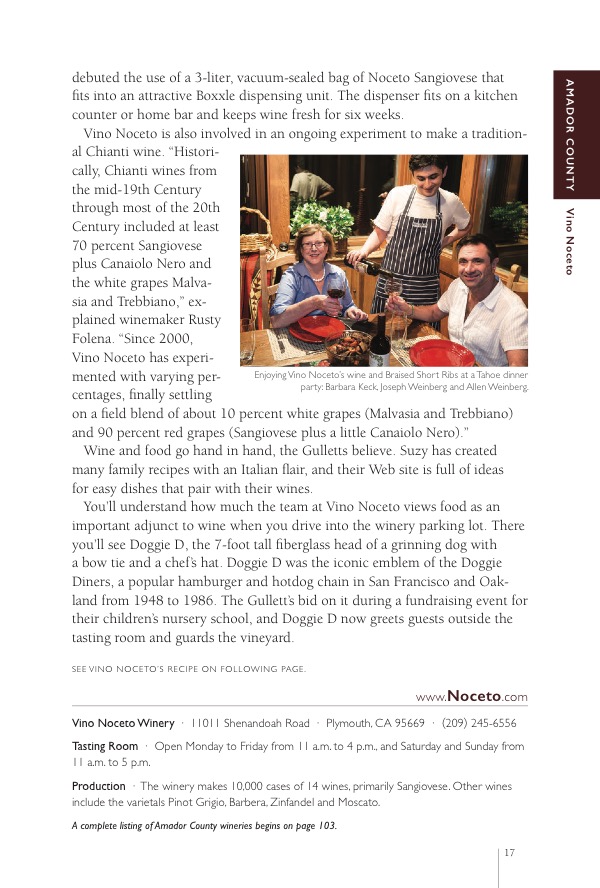 debuted the use of a 3-liter, vacuum-sealed bag of Noceto Sangiovese that
fits into an attractive Boxxle dispensing unit. The dispenser fits on a kitchen
counter or home bar and keeps wine fresh for six weeks.
Vino Noceto is also involved in an ongoing experiment to make a tradition-
al Chianti wine. “Histori-
cally, Chianti wines from
the mid-19th Century
through most of the 20th
Century included at least
70 percent Sangiovese
plus Canaiolo Nero and
the white grapes Malva-
sia and Trebbiano,” ex-
plained winemaker Rusty
Folena. “Since 2000,
Vino Noceto has experi-
mented with varying per-
centages, finally settling
on a field blend of about 10 percent white grapes (Malvasia and Trebbiano)
and 90 percent red grapes (Sangiovese plus a little Canaiolo Nero).”
Enjoying Vino Noceto’s wine and Braised Short Ribs at a Tahoe dinner
party: Barbara Keck, Joseph Weinberg and Allen Weinberg.
Wine and food go hand in hand, the Gulletts believe. Suzy has created
many family recipes with an Italian flair, and their Web site is full of ideas
for easy dishes that pair with their wines.
You’ll understand how much the team at Vino Noceto views food as an
important adjunct to wine when you drive into the winery parking lot. There
you’ll see Doggie D, the 7-foot tall fiberglass head of a grinning dog with
a bow tie and a chef’s hat. Doggie D was the iconic emblem of the Doggie
Diners, a popular hamburger and hotdog chain in San Francisco and Oak-
land from 1948 to 1986. The Gullett’s bid on it during a fundraising event for
their children’s nursery school, and Doggie D now greets guests outside the
tasting room and guards the vineyard.
SEE VINO NOCETO’S RECIPE ON FOLLOWING PAGE.
www.Noceto.com
Vino Noceto Winery · 11011 Shenandoah Road · Plymouth, CA 95669 · (209) 245-6556
Tasting Room · Open Monday to Friday from 11 a.m. to 4 p.m., and Saturday and Sunday from
11 a.m. to 5 p.m.
Production · The winery makes 10,000 cases of 14 wines, primarily Sangiovese. Other wines
include the varietals Pinot Grigio, Barbera, Zinfandel and Moscato.
A complete listing of Amador County wineries begins on page 103.
17
AMADOR COUNTY Vino Noceto